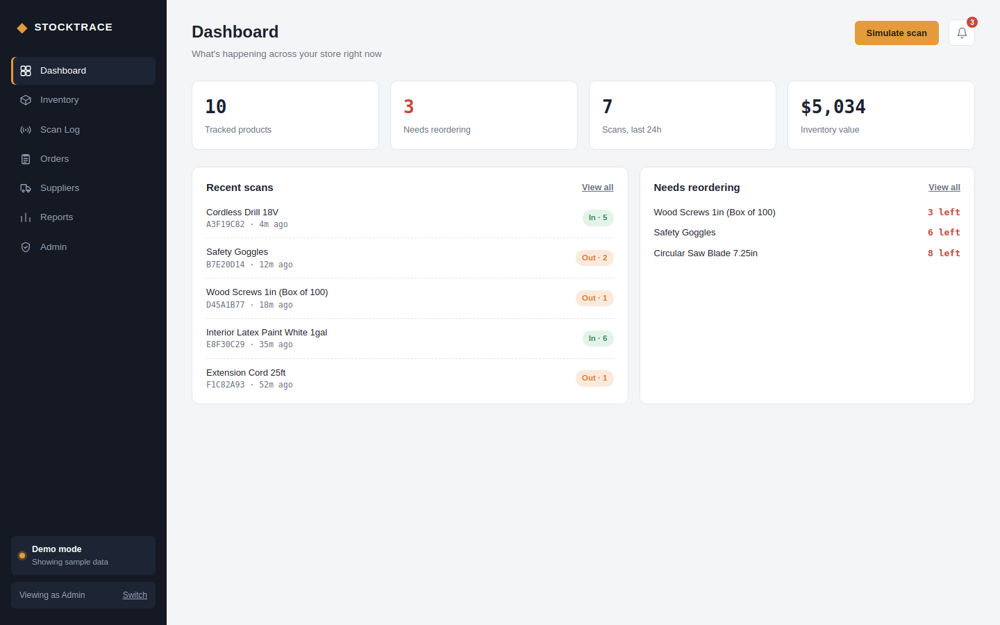 STOCKTRACE
Dashboard
Inventory
Scan Log
Orders
Suppliers
Reports
Admin
Demo mode
Showing sample data
Viewing as Admin Switch
Dashboard
What's happening across your store right now
Simulate scan
3
10
Tracked products
3
Needs reordering
7
Scans, last 24h
$5,034
Inventory value
Recent scans View all
Cordless Drill 18V
A3F19C82 · 4m ago
In · 5
Safety Goggles
B7E20D14 · 12m ago
Out · 2
Wood Screws 1in (Box of 100)
D45A1B77 · 18m ago
Out · 1
Interior Latex Paint White 1gal
E8F30C29 · 35m ago
In · 6
Extension Cord 25ft
F1C82A93 · 52m ago
Out · 1
Needs reordering View all
Wood Screws 1in (Box of 100) 3 left
Safety Goggles 6 left
Circular Saw Blade 7.25in 8 left